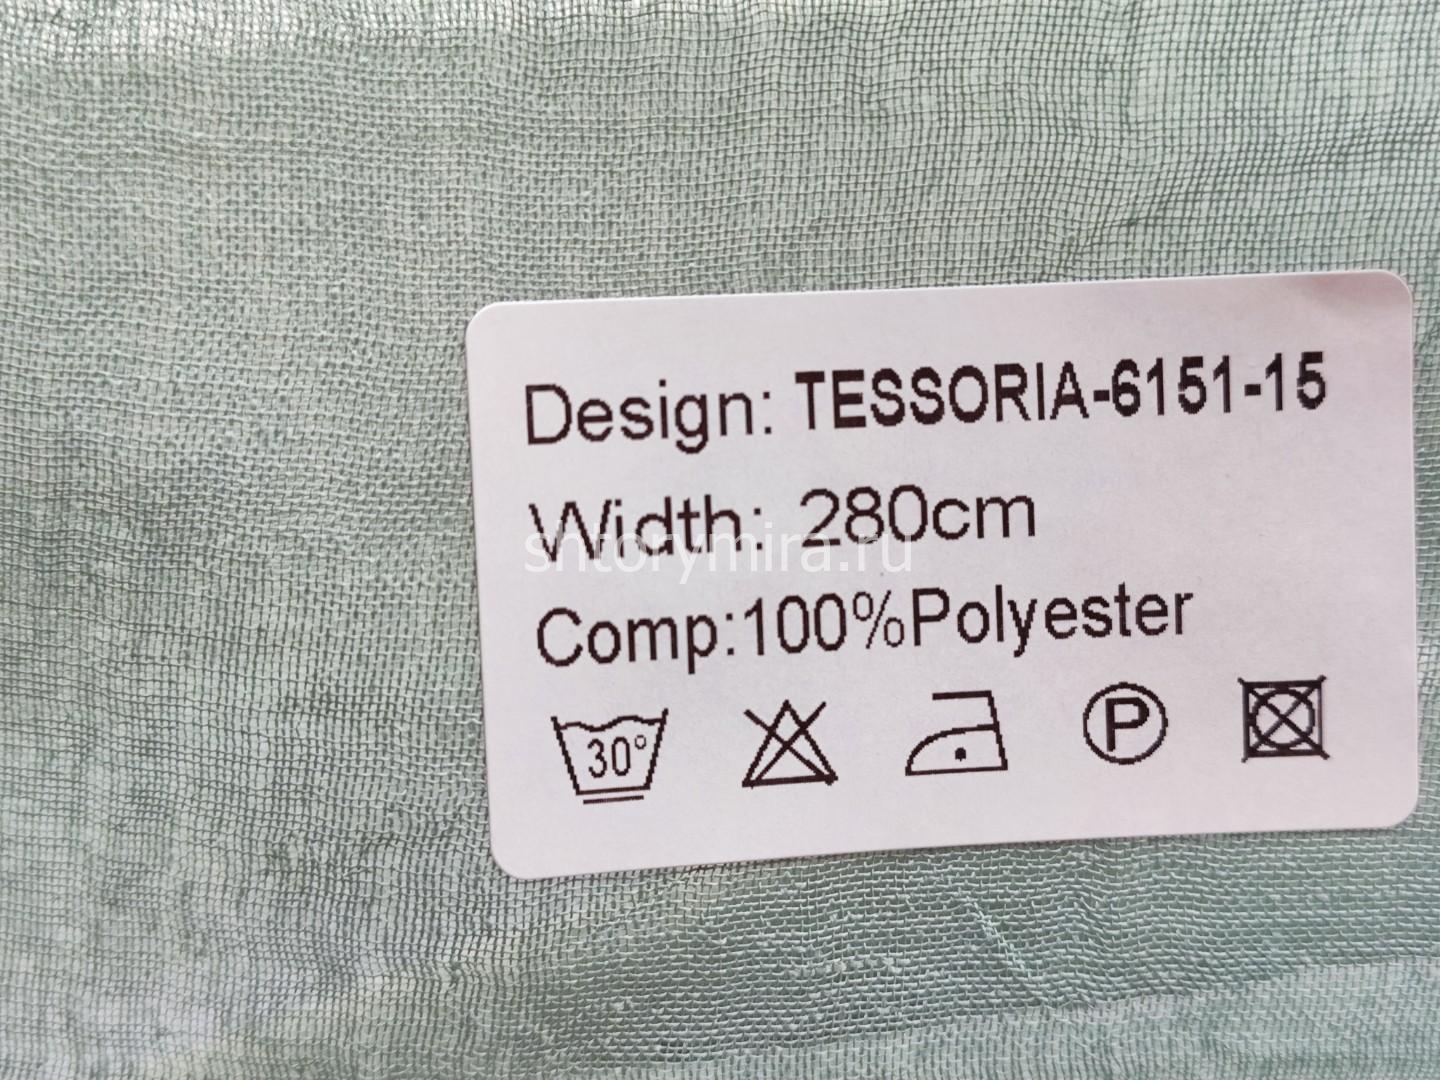 Design: TESSORIA-6151-15
Width: 280cm
shtorymira.ru
Comp:100%Polyester
30°
P